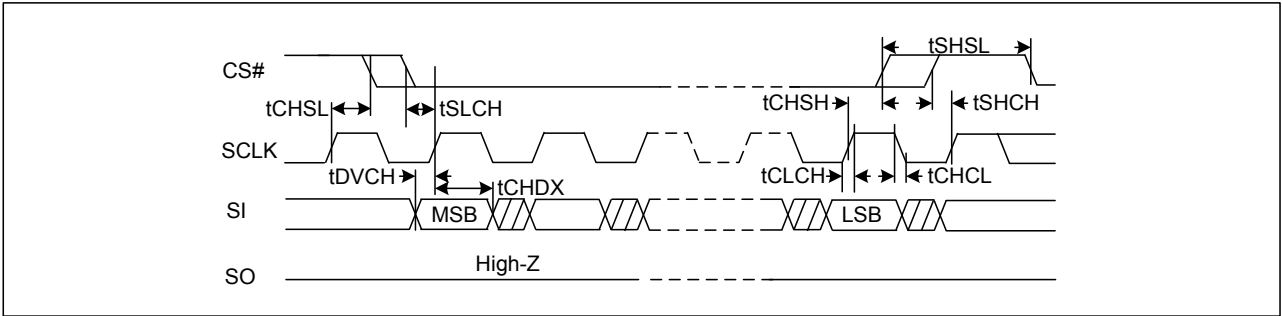 tSHSL
CS#
tCHSL
tSLCH
tCHSH
tSHCH
SCLK
tDVCH
tCHDX
tCLCH
tCHCL
SI
MSB
LSB
High-Z
SO